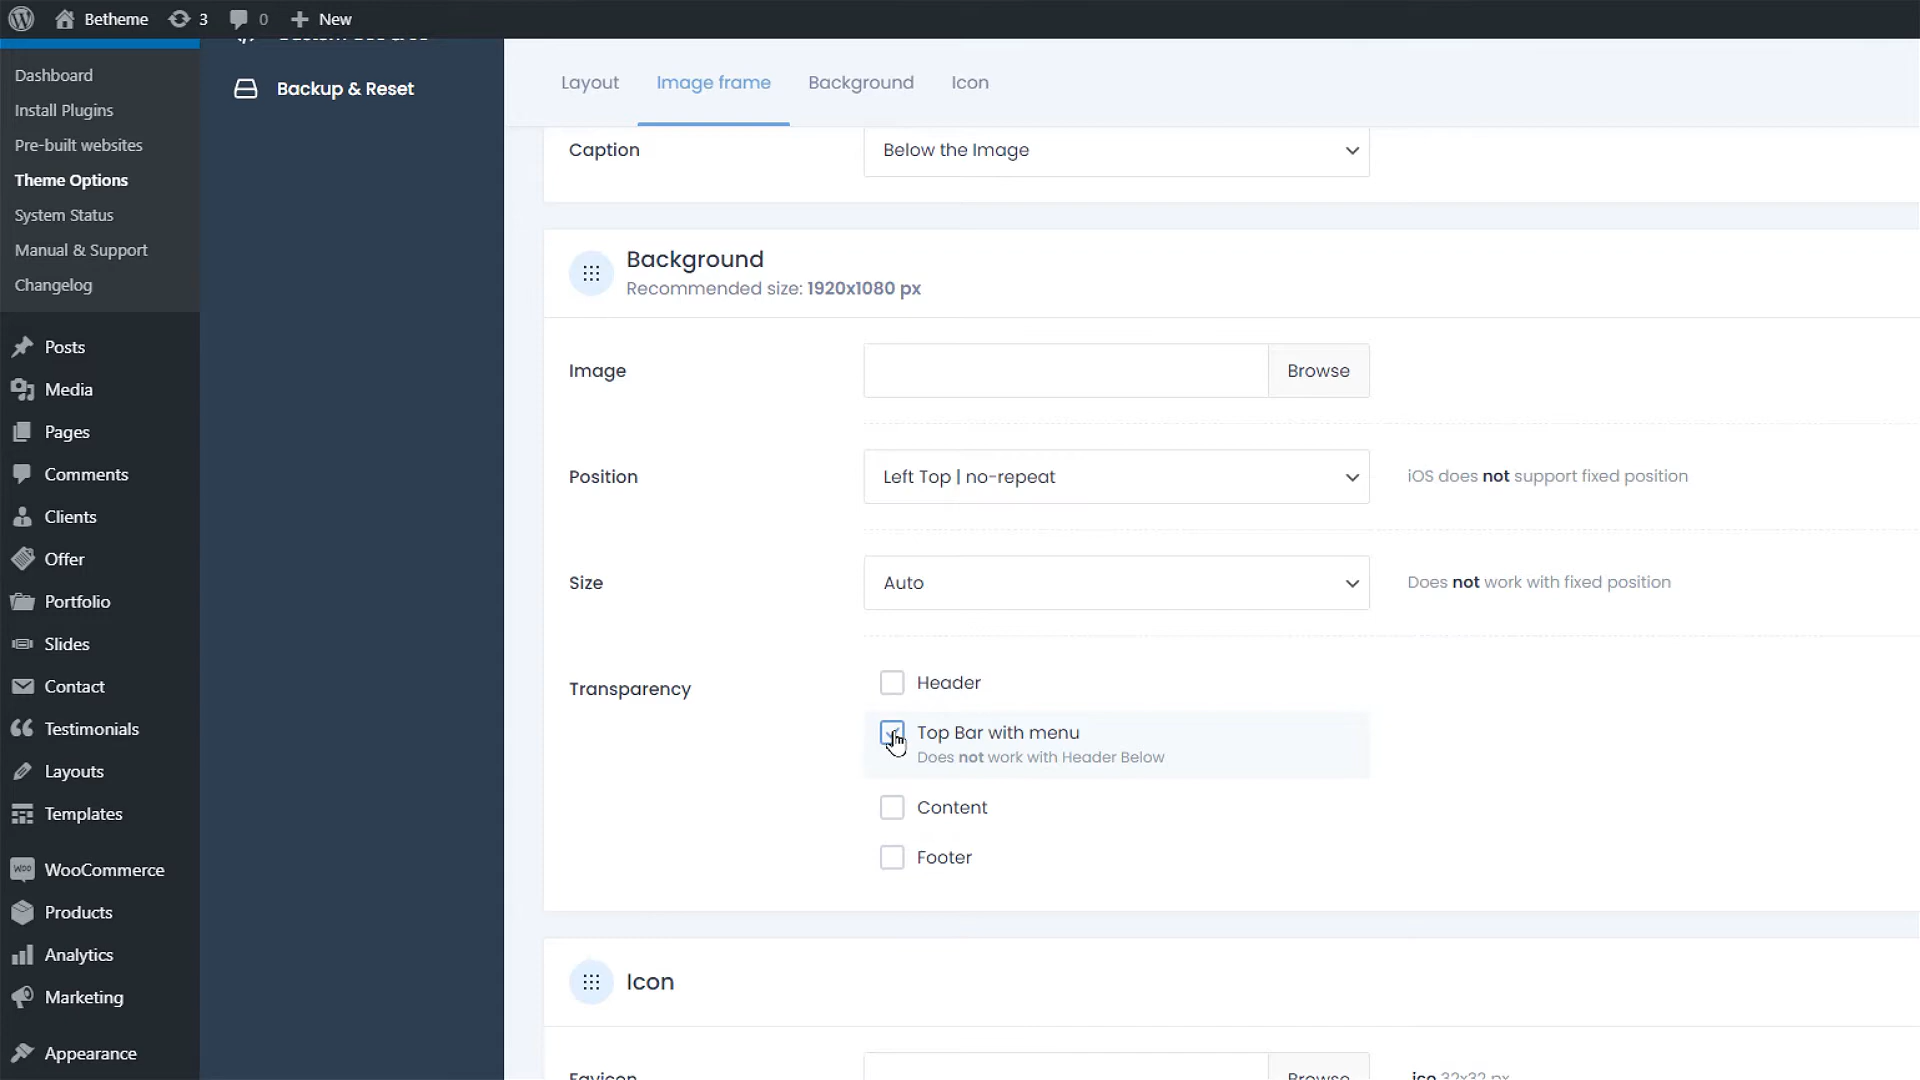 Betheme 3 0 New
Backup & Reset
Dashboard
Install Plugins
Pre-built websites
Theme Options
System Status
Manual & Support
Changelog
Posts
Media
Pages
Comments
Clients
Offer
Portfolio
Slides
Contact
Testimonials
Layouts
Templates
WooCommerce
Products
Analytics
Marketing
Appearance
Layout Image frame Background Icon
Caption Below the Image
Background
Recommended size: 1920x1080 px
Image Browse
Position Left Top | no-repeat iOS does not support fixed position
Size Auto Does not work with fixed position
Transparency Header
Top Bar with menu
Does not work with Header Below
Content
Footer
Icon
Favicon Browse .ico 32x32 px